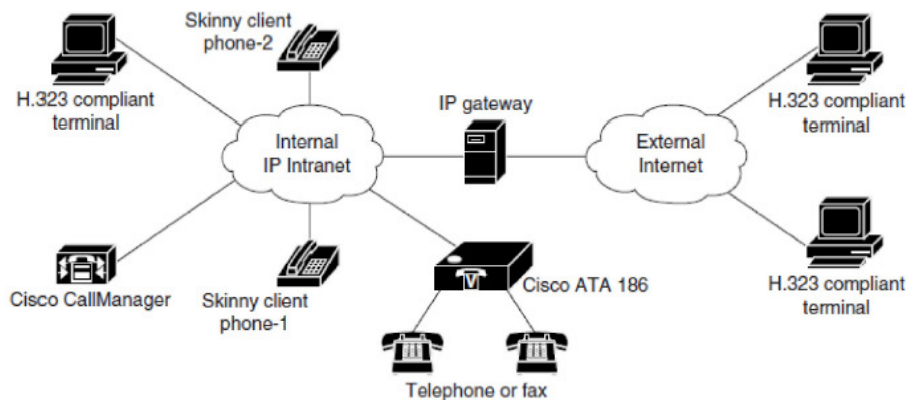 Skinny client
phone-2
H.323 compliant
terminal
IP gateway
H.323 compliant
terminal
Internal
IP Intranet
External
Internet
Cisco CallManager
Skinny client
phone-1
V
Cisco ATA 186
H.323 compliant
terminal
Telephone or fax